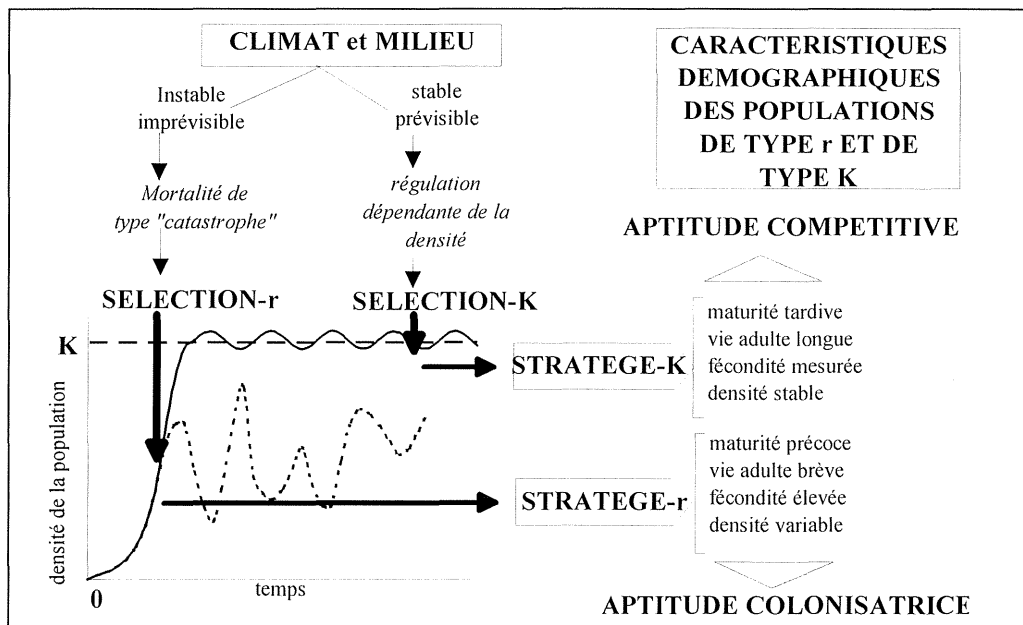 CLIMAT et MILIEU
Instable
imprévisible
stable
prévisible
Mortalité de
type "catastrophe"
régulation
dépendante de la
densité
SELECTION-r
SELECTION-K
K
densité de la population
0
temps
STRATEGE-K
STRATEGE-r
CARACTERISTIQUES
DEMOGRAPHIQUES
DES POPULATIONS
DE TYPE r ET DE
TYPE K
APTITUDE COMPETITIVE
maturité tardive
vie adulte longue
fécondité mesurée
densité stable
maturité précoce
vie adulte brève
fécondité élevée
densité variable
APTITUDE COLONISATRICE